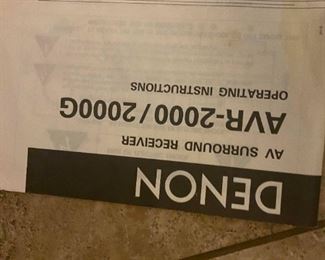 DENON
AV SURROUND RECEIVER
AVR-2000/2000G
OPERATING INSTRUCTIONS